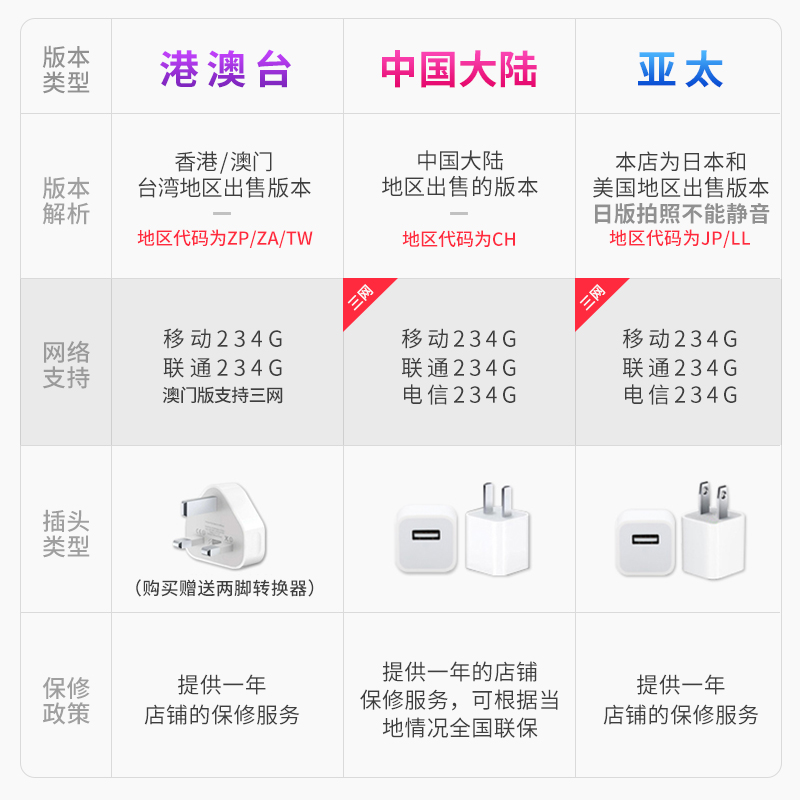 版本
类型
港澳台
中国大陆
亚太
版本
解析
香港/澳门
台湾地区出售版本
地区代码为ZP/ZA/TW
中国大陆
地区出售的版本
地区代码为CH
本店为日本和
美国地区出售版本
日版拍照不能静音
地区代码为JP/LL
网络
支持
移动234G
联通234G
澳门版支持三网
三网
移动234G
联通234G
电信234G
三网
移动234G
联通234G
电信234G
插头
类型
（购买赠送两脚转换器）
保修
政策
提供一年
店铺的保修服务
提供一年的店铺
保修服务，可根据当
地情况全国联保
提供一年
店铺的保修服务